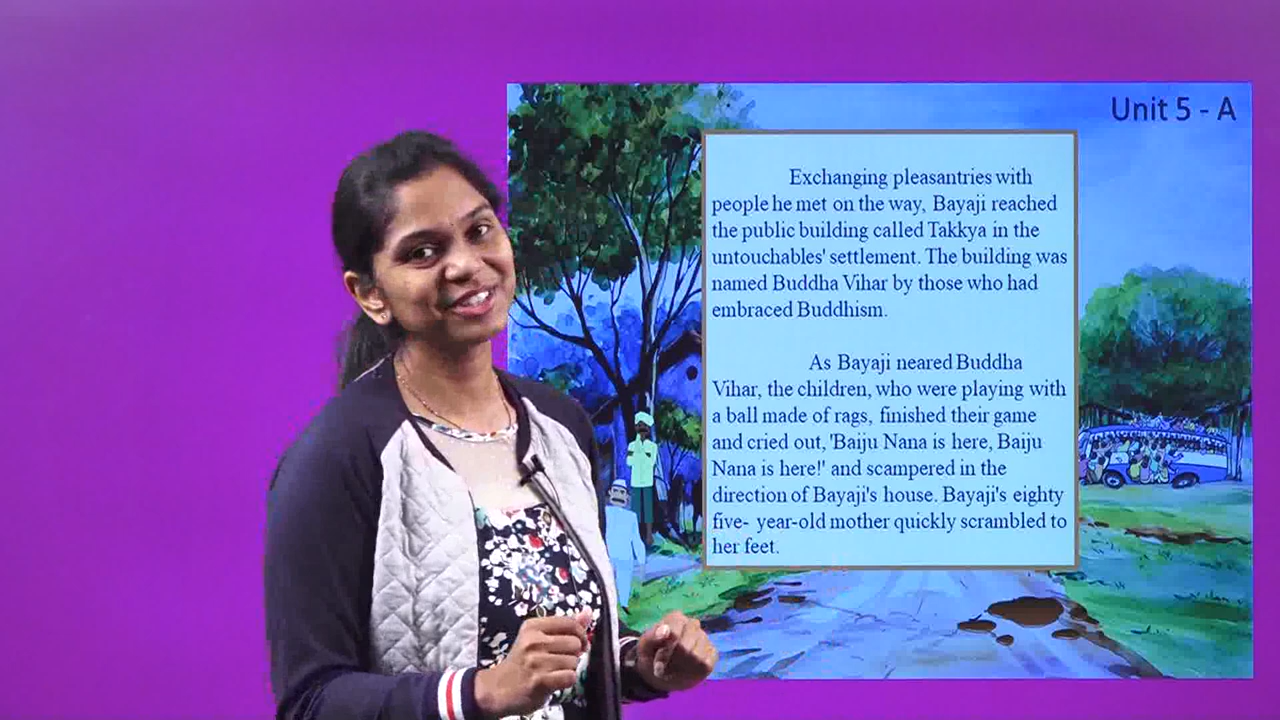 Unit 5 - A
Exchanging pleasantries with
people he met on the way, Bayaji reached
the public building called Takkya in the
untouchables' settlement. The building was
named Buddha Vihar by those who had
embraced Buddhism.
As Bayaji neared Buddha
Vihar, the children, who were playing with
a ball made of rags, finished their game
and cried out, 'Baiju Nana is here, Baiju
Nana is here!' and scampered in the
direction of Bayaji's house. Bayaji's eighty
five- year-old mother quickly scrambled to
her feet.